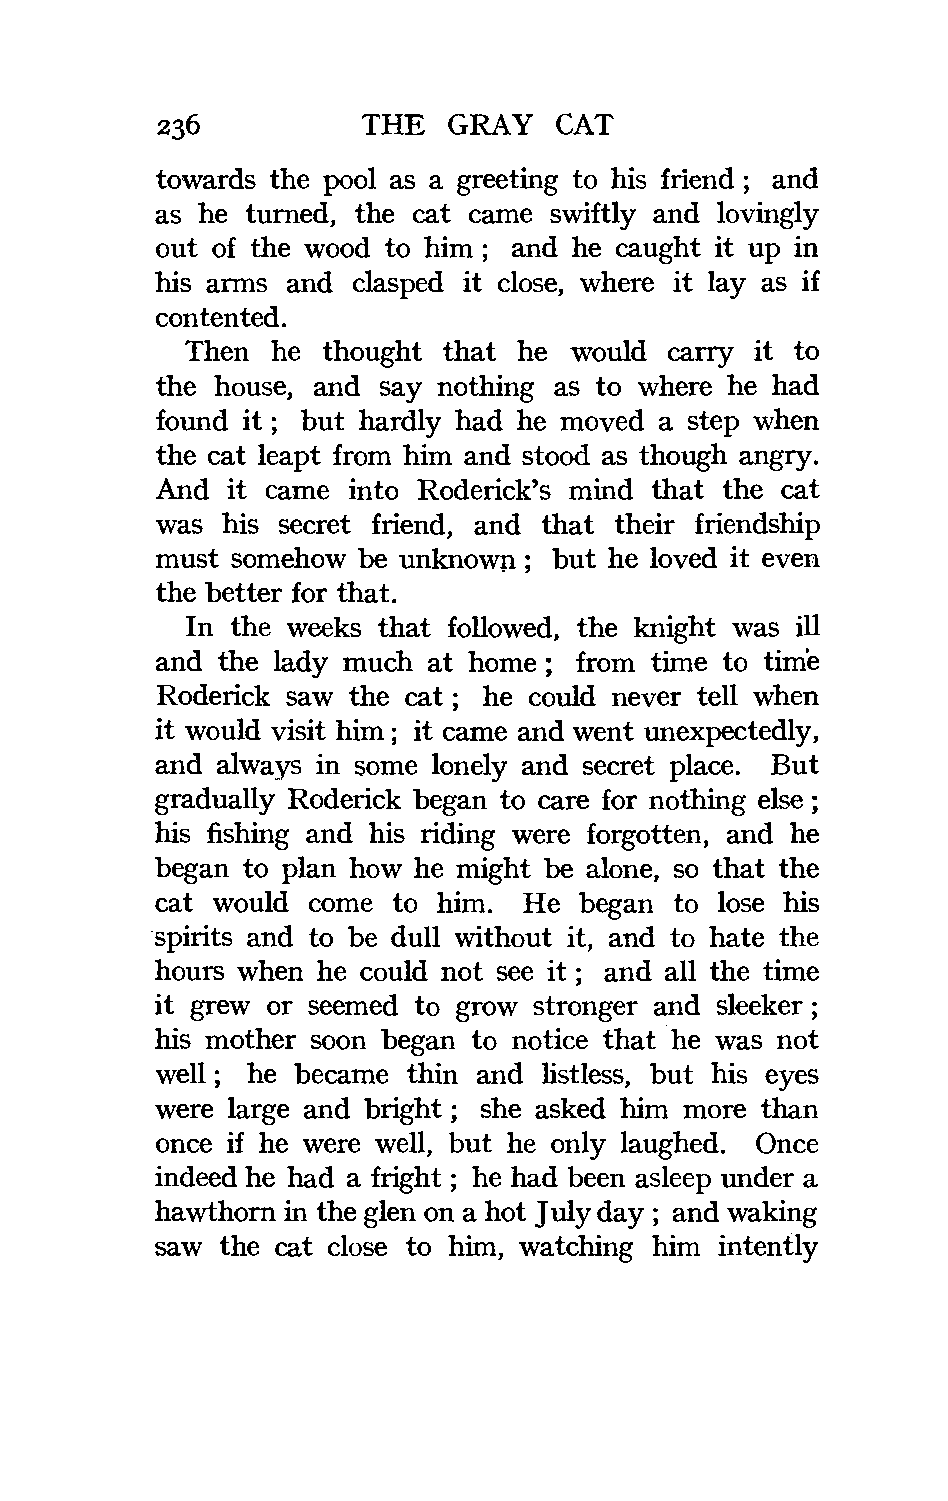 236 THE GRAY CAT
towards the pool as a greeting to his friend ; and
as he turned, the cat came swiftly and lovingly
out of the wood to him ; and he caught it up in
his arms and clasped it close, where it lay as if
contented.
Then he thought that he would carry it to
the house, and say nothing as to where he had
found it ; but hardly had he moved a step when
the cat leapt from him and stood as though angry.
And it came into Roderick's mind that the cat
was his secret friend, and that their friendship
must somehow be unknown ; but he loved it even
the better for that.
In the weeks that followed, the knight was ill
and the lady much at home ; from time to time
Roderick saw the cat ; he could never tell when
it would visit him ; it came and went unexpectedly,
and always in some lonely and secret place. But
gradually Roderick began to care for nothing else ;
his fishing and his riding were forgotten, and he
began to plan how he might be alone, so that the
cat would come to him. He began to lose his
spirits and to be dull without it, and to hate the
hours when he could not see it ; and all the time
it grew or seemed to grow stronger and sleeker ;
his mother soon began to notice that he was not
well ; he became thin and listless, but his eyes
were large and bright ; she asked him more than
once if he were well, but he only laughed. Once
indeed he had a fright ; he had been asleep under a
hawthorn in the glen on a hot July day ; and waking
saw the cat close to him, watching him intently